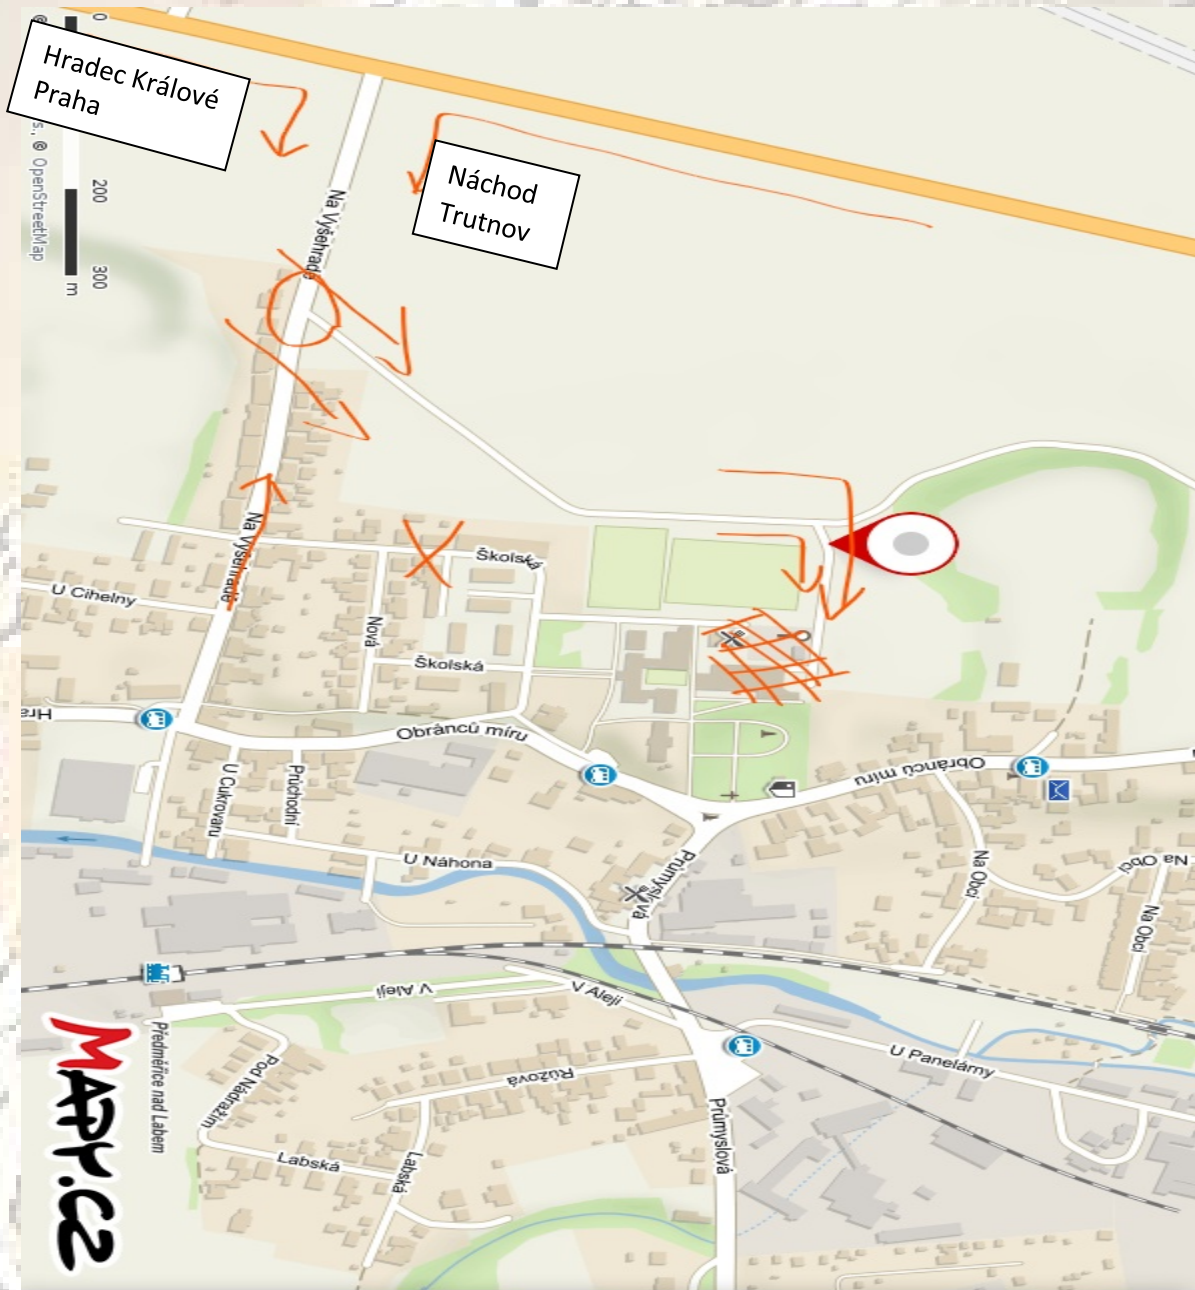 Hradec Králové
Praha
Náchod
Trutnov
0
200
300
m
s., © OpenStreetMap
Na Vyšehradě
Na Vyšehradě
Školská
U Cihelny
Nová
Školská
Hra
Obránců míru
Obránců míru
U Cukrovaru
Průchodní
U Náhona
Průmyslová
Na Obci
Na Obci
Na Obci
V Aleji
V Aleji
U Panelárny
Předměřice nad Labem
Pod Nádražím
Růžová
Průmyslová
Labská
Labská
MAPY.CZ